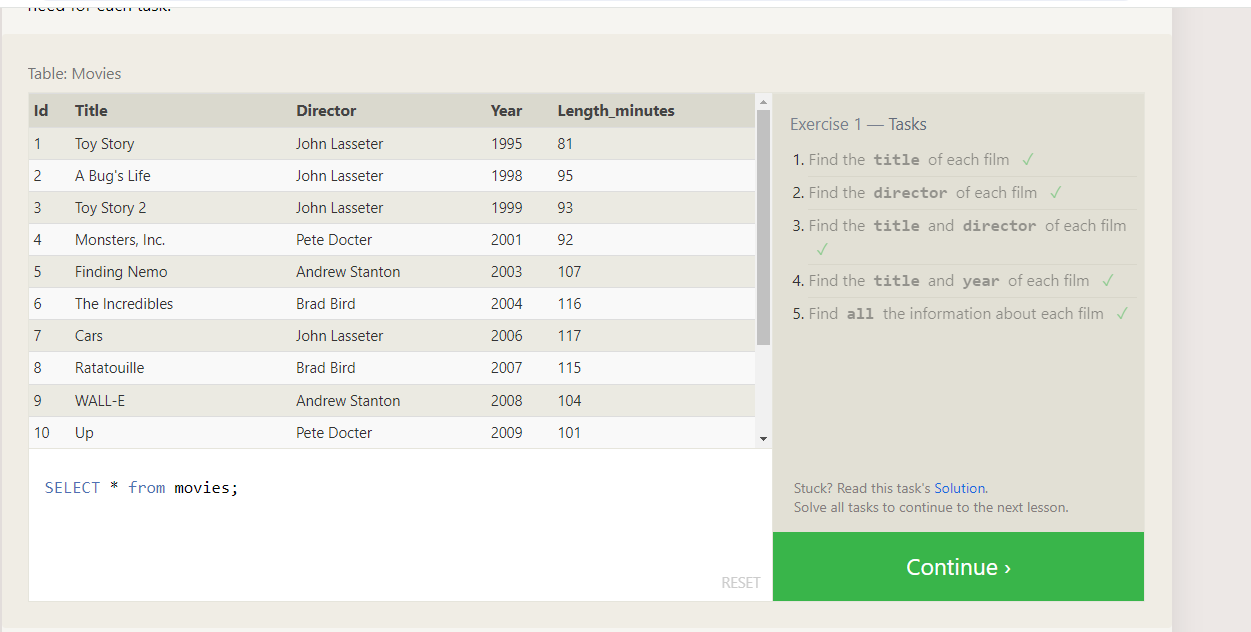 need for each task.
Table: Movies
Id Title Director Year Length_minutes
1 Toy Story John Lasseter 1995 81
2 A Bug's Life John Lasseter 1998 95
3 Toy Story 2 John Lasseter 1999 93
4 Monsters, Inc. Pete Docter 2001 92
5 Finding Nemo Andrew Stanton 2003 107
6 The Incredibles Brad Bird 2004 116
7 Cars John Lasseter 2006 117
8 Ratatouille Brad Bird 2007 115
9 WALL-E Andrew Stanton 2008 104
10 Up Pete Docter 2009 101
SELECT * from movies;
RESET
Exercise 1 — Tasks
1. Find the title of each film ✓
2. Find the director of each film ✓
3. Find the title and director of each film
✓
4. Find the title and year of each film ✓
5. Find all the information about each film ✓
Stuck? Read this task's Solution.
Solve all tasks to continue to the next lesson.
Continue ›